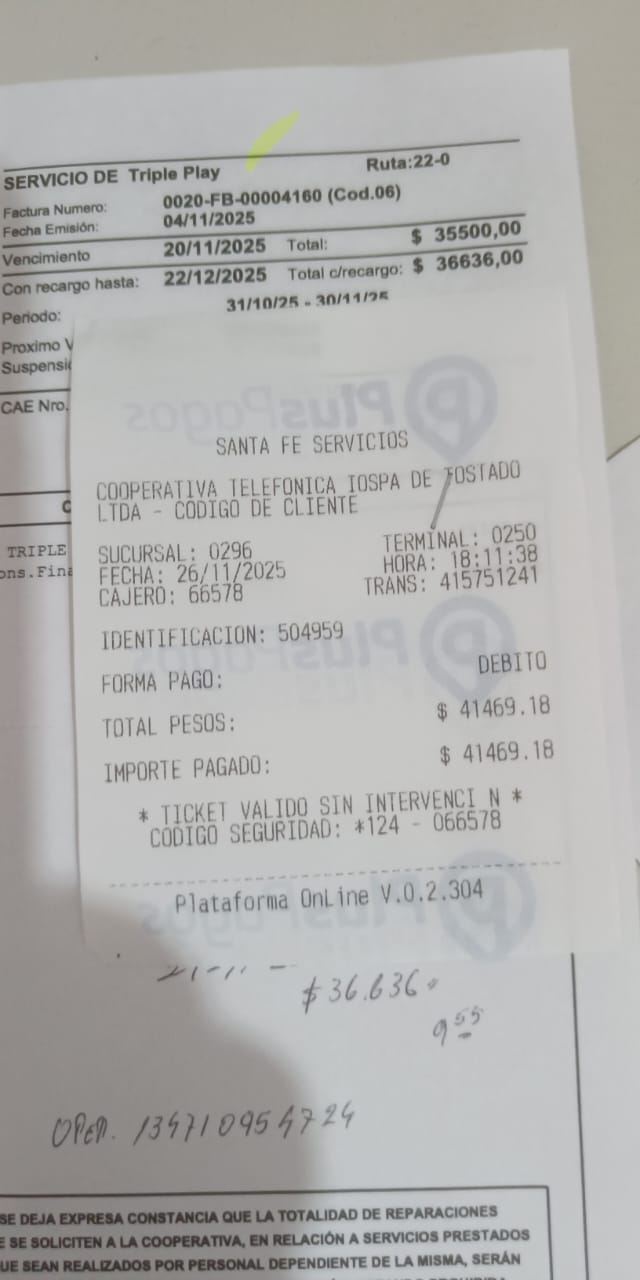 SERVICIO DE Triple Play Ruta:22-0
Factura Numero: 0020-FB-00004160 (Cod.06)
Fecha Emisión: 04/11/2025
Vencimiento 20/11/2025 Total: $ 35500,00
Con recargo hasta: 22/12/2025 Total c/recargo: $ 36636,00
Periodo: 31/10/25 - 30/11/25
Proximo V
Suspensi
CAE Nro.
PlusPagos
SANTA FE SERVICIOS
COOPERATIVA TELEFONICA IOSPA DE TOSTADO
LTDA - CODIGO DE CLIENTE
SUCURSAL: 0296 TERMINAL: 0250
FECHA: 26/11/2025 HORA: 18:11:38
CAJERO: 66578 TRANS: 415751241
TRIPLE
ons.Fina
IDENTIFICACION: 504959
PlusPagos
FORMA PAGO: DEBITO
TOTAL PESOS: $ 41469.18
IMPORTE PAGADO: $ 41469.18
* TICKET VALIDO SIN INTERVENCI N *
CODIGO SEGURIDAD: *124 - 066578
Plataforma OnLine V.0.2.304
PlusPagos
$ 36.636
9 55
OPER. 134710954724
SE DEJA EXPRESA CONSTANCIA QUE LA TOTALIDAD DE REPARACIONES
E SE SOLICITEN A LA COOPERATIVA, EN RELACIÓN A SERVICIOS PRESTADOS
UE SEAN REALIZADOS POR PERSONAL DEPENDIENTE DE LA MISMA, SERÁN